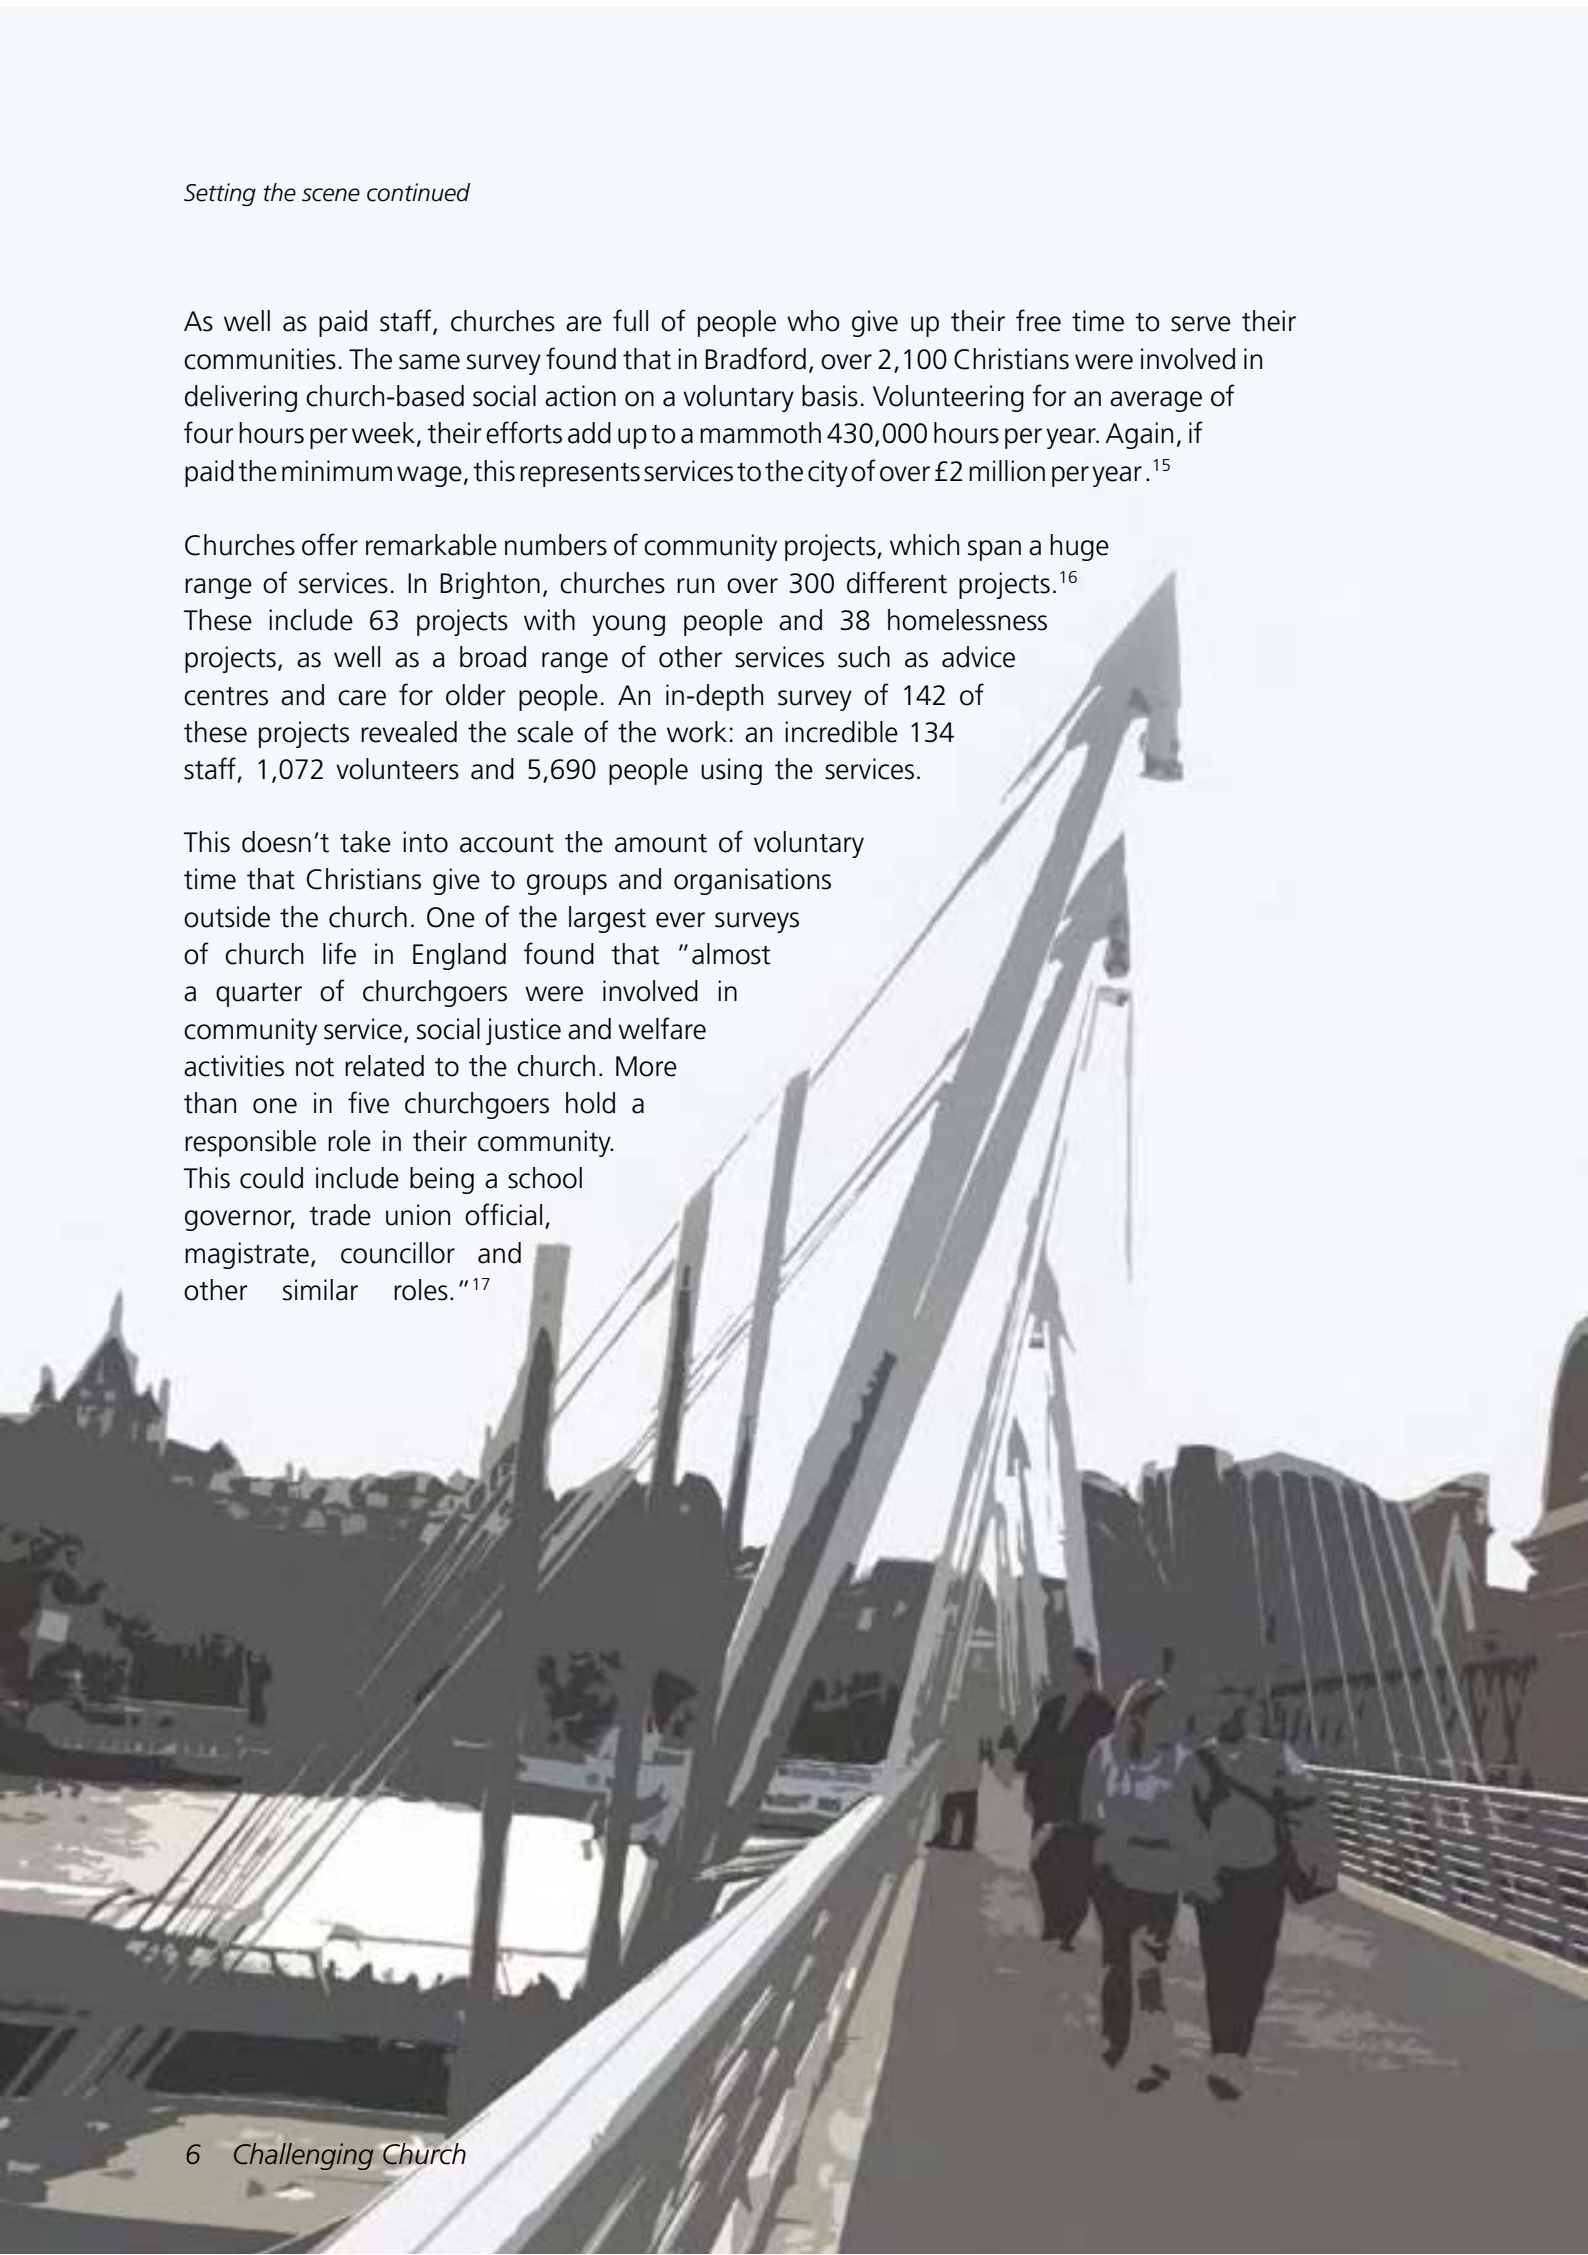 Setting the scene continued
As well as paid staff, churches are full of people who give up their free time to serve their
communities. The same survey found that in Bradford, over 2,100 Christians were involved in
delivering church-based social action on a voluntary basis. Volunteering for an average of
four hours per week, their efforts add up to a mammoth 430,000 hours per year. Again, if
paid the minimum wage, this represents services to the city of over £2 million per year.15
Churches offer remarkable numbers of community projects, which span a huge
range of services. In Brighton, churches run over 300 different projects.16
These include 63 projects with young people and 38 homelessness
projects, as well as a broad range of other services such as advice
centres and care for older people. An in-depth survey of 142 of
these projects revealed the scale of the work: an incredible 134
staff, 1,072 volunteers and 5,690 people using the services.
This doesn’t take into account the amount of voluntary
time that Christians give to groups and organisations
outside the church. One of the largest ever surveys
of church life in England found that "almost
a quarter of churchgoers were involved in
community service, social justice and welfare
activities not related to the church. More
than one in five churchgoers hold a
responsible role in their community.
This could include being a school
governor, trade union official,
magistrate, councillor and
other similar roles."17
6 Challenging Church